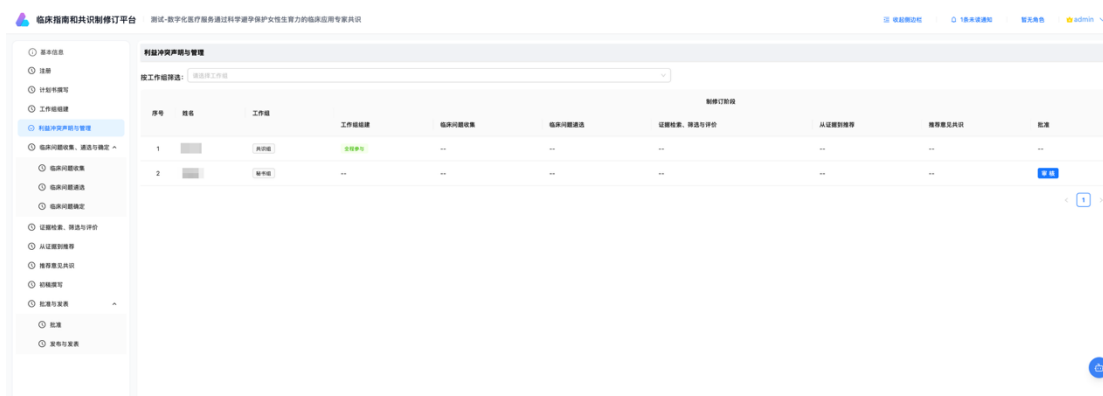 临床指南和共识制修订平台 测试-数字化医疗服务通过科学避孕保护女性生育力的临床应用专家共识 收起侧边栏 1条未读通知 暂无角色 admin
基本信息
注册
计划书撰写
工作组组建
利益冲突声明与管理
临床问题收集、遴选与确定
临床问题收集
临床问题遴选
临床问题确定
证据检索、筛选与评价
从证据到推荐
推荐意见共识
初稿撰写
批准与发表
批准
发布与发表
利益冲突声明与管理
按工作组筛选: 请选择工作组
制修订阶段
序号 姓名 工作组
工作组组建 临床问题收集 临床问题遴选 证据检索、筛选与评价 从证据到推荐 推荐意见共识 批准
1 共识组 全程参与 -- -- -- -- -- --
2 秘书组 -- -- -- -- -- -- 审 核
< 1 >